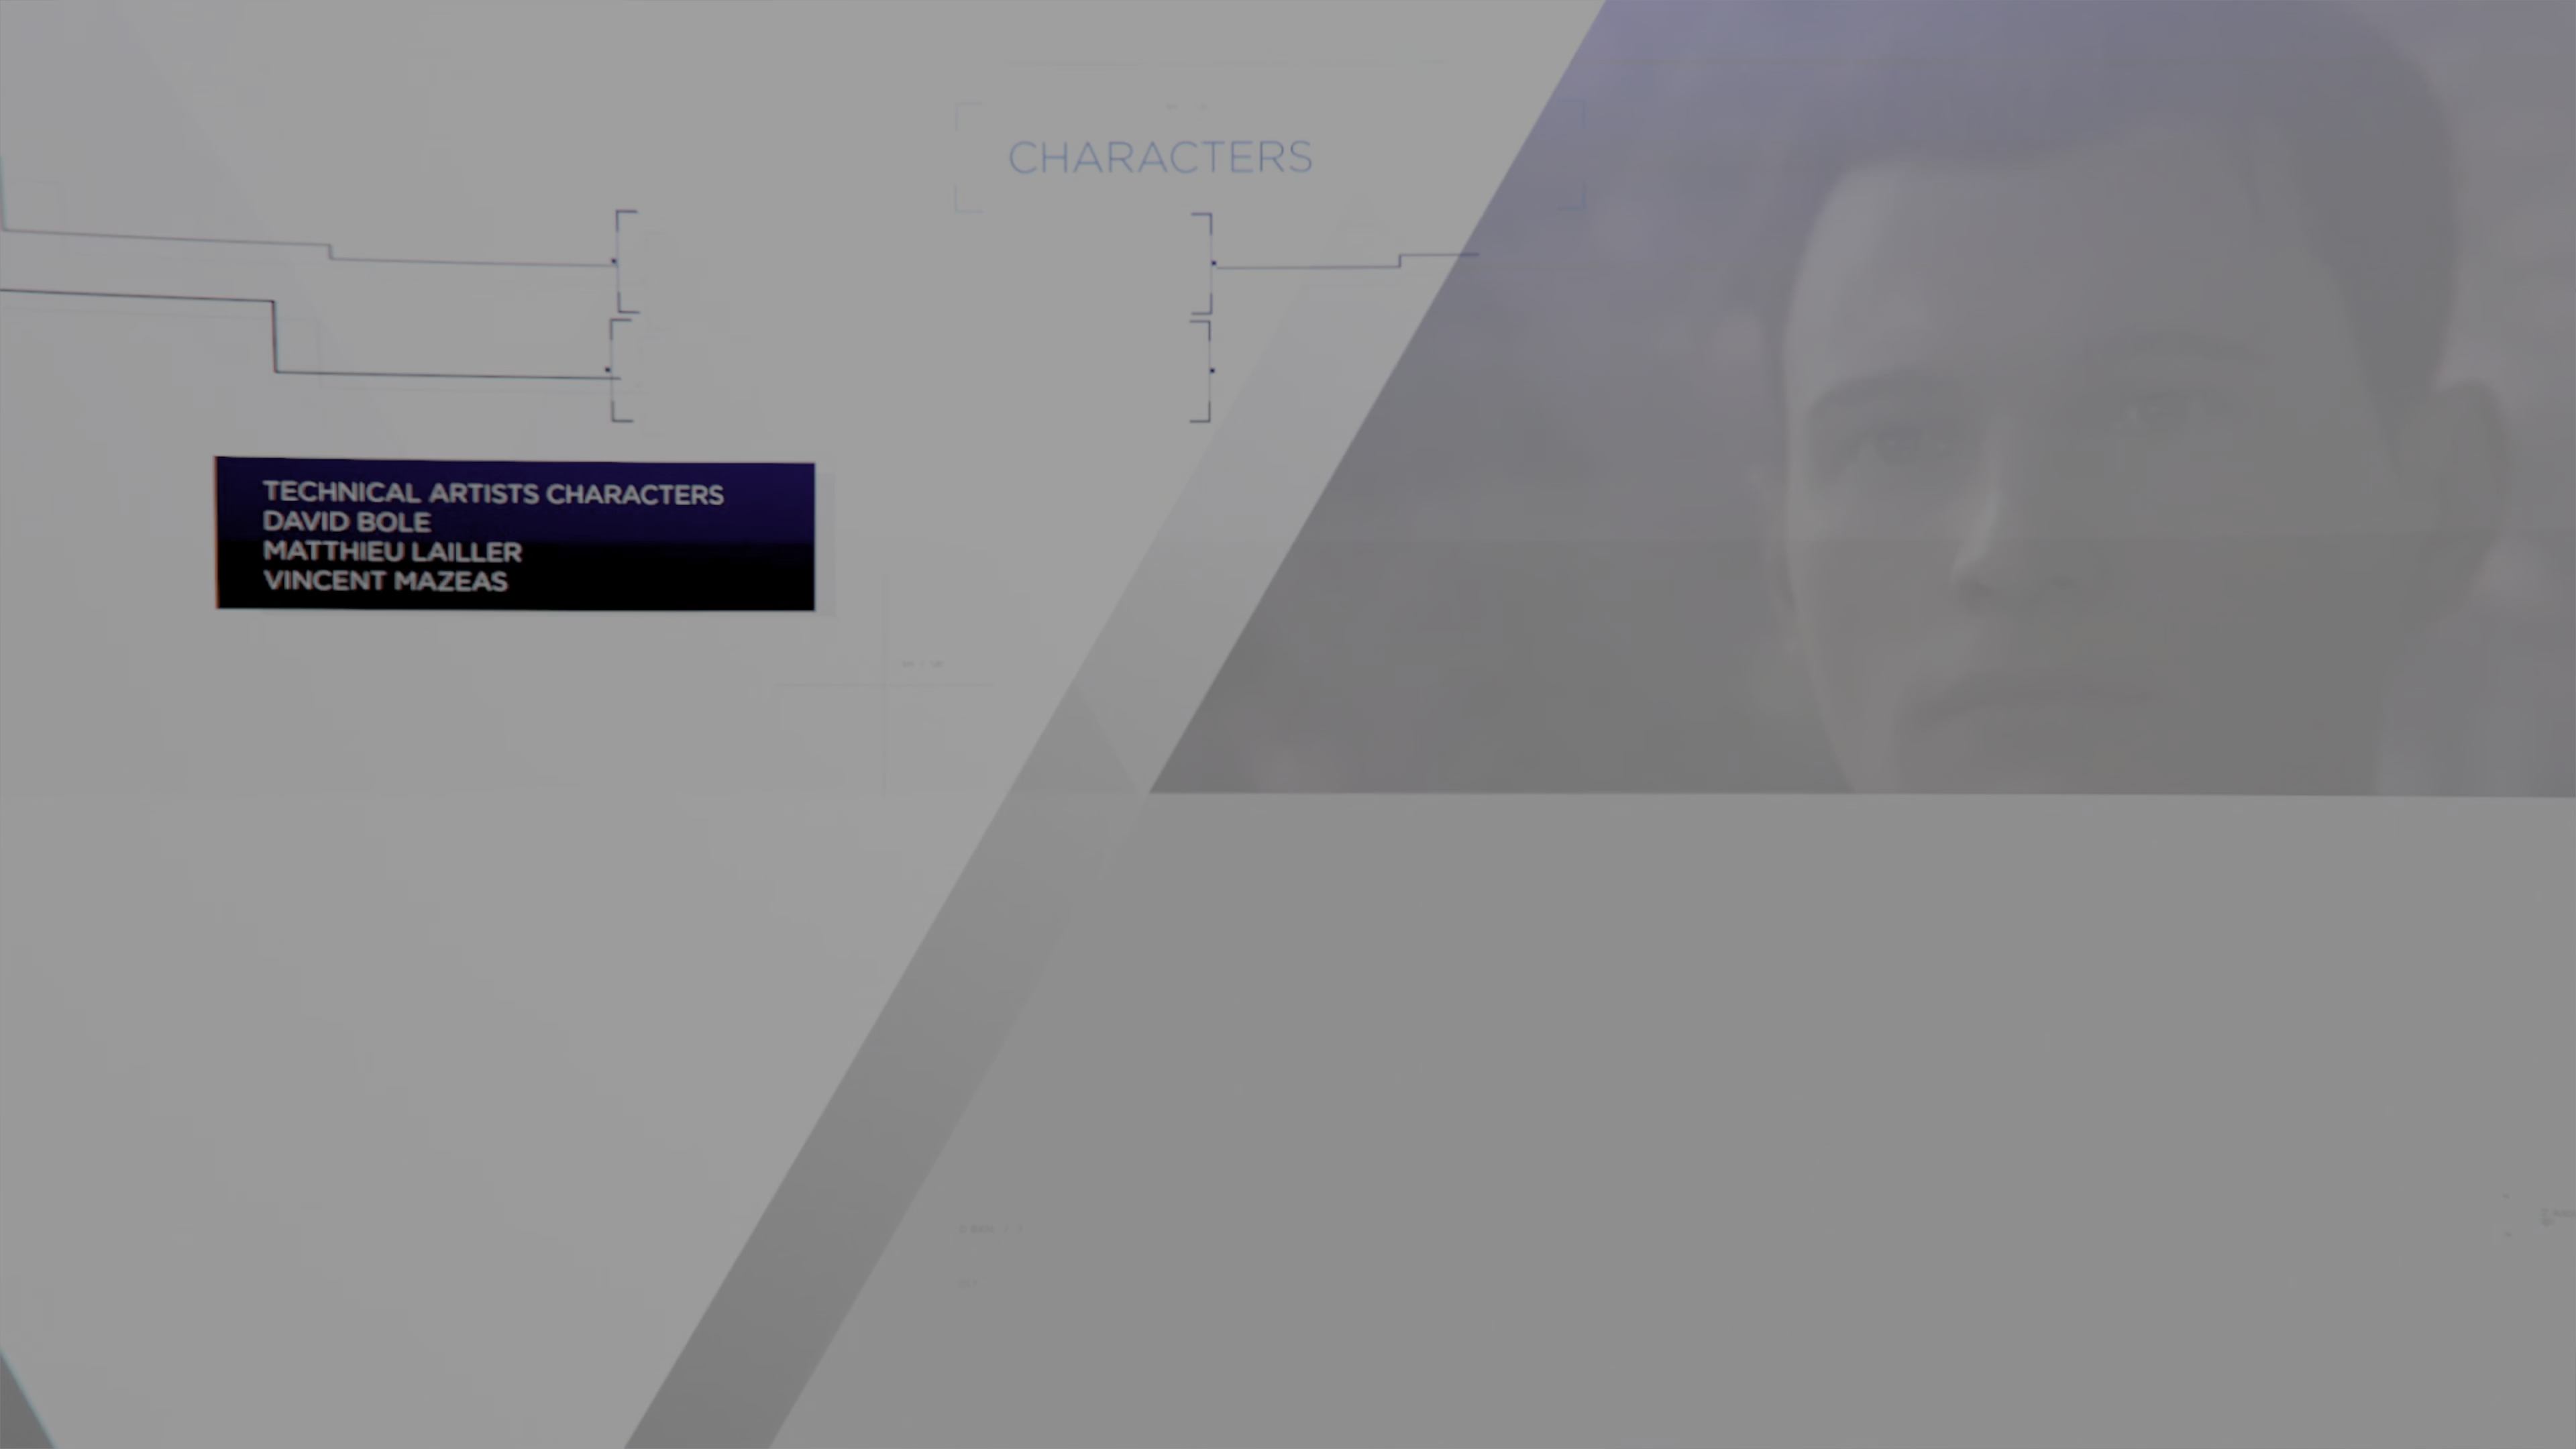 CHARACTERS
TECHNICAL ARTISTS CHARACTERS
DAVID BOLE
MATTHIEU LAILLER
VINCENT MAZEAS